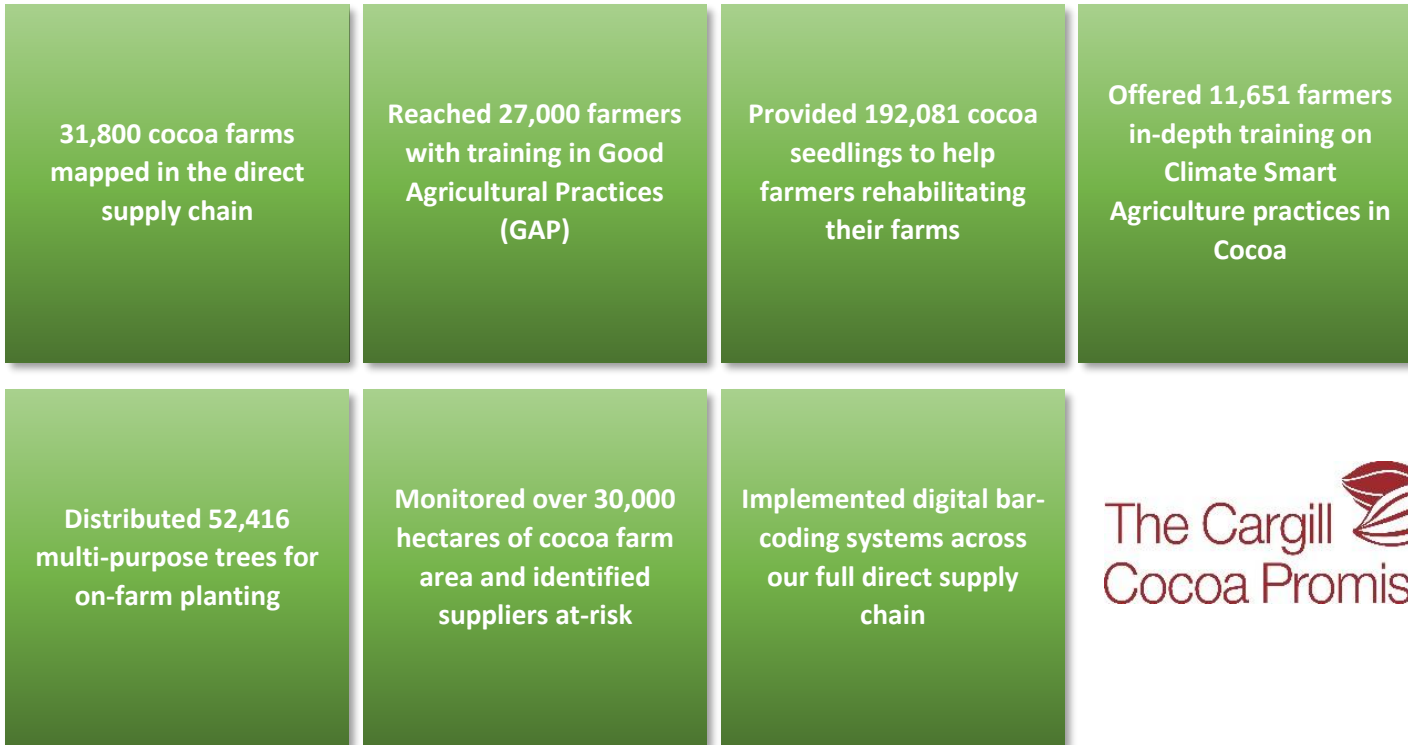 31,800 cocoa farms
mapped in the direct
supply chain
Reached 27,000 farmers
with training in Good
Agricultural Practices
(GAP)
Provided 192,081 cocoa
seedlings to help
farmers rehabilitating
their farms
Offered 11,651 farmers
in-depth training on
Climate Smart
Agriculture practices in
Cocoa
Distributed 52,416
multi-purpose trees for
on-farm planting
Monitored over 30,000
hectares of cocoa farm
area and identified
suppliers at-risk
Implemented digital bar-
coding systems across
our full direct supply
chain
The Cargill
Cocoa Promis